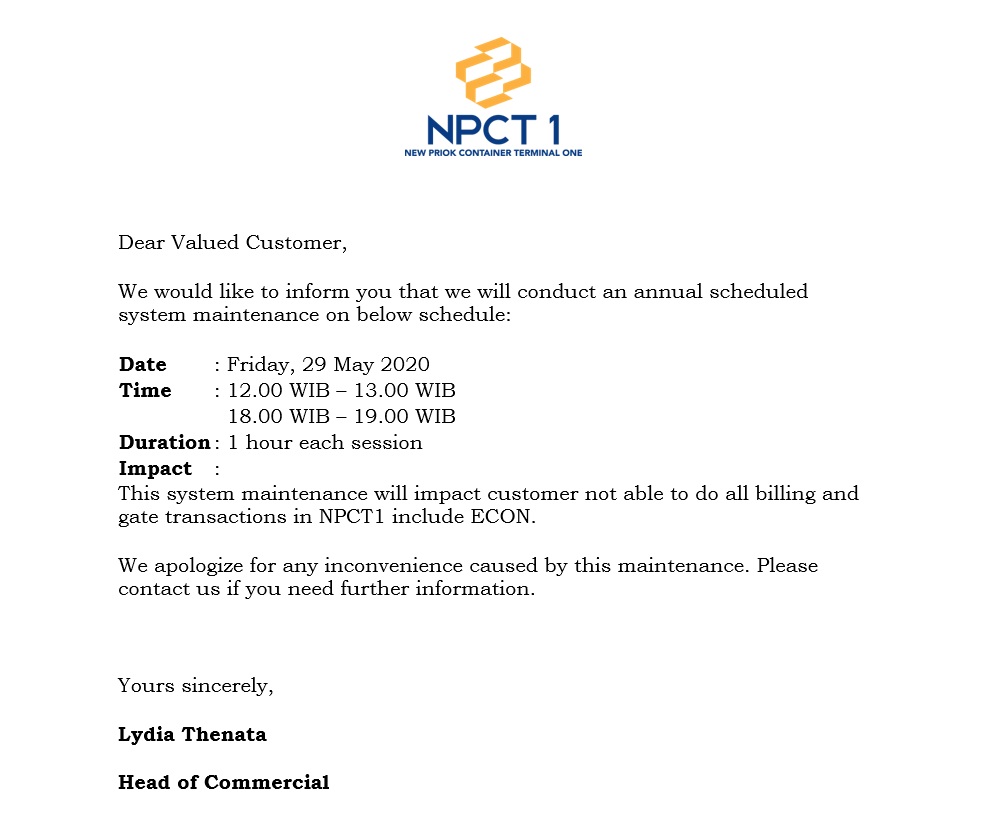 NPCT 1
NEW PRIOK CONTAINER TERMINAL ONE
Dear Valued Customer,
We would like to inform you that we will conduct an annual scheduled
system maintenance on below schedule:
Date : Friday, 29 May 2020
Time : 12.00 WIB – 13.00 WIB
18.00 WIB – 19.00 WIB
Duration : 1 hour each session
Impact :
This system maintenance will impact customer not able to do all billing and
gate transactions in NPCT1 include ECON.
We apologize for any inconvenience caused by this maintenance. Please
contact us if you need further information.
Yours sincerely,
Lydia Thenata
Head of Commercial